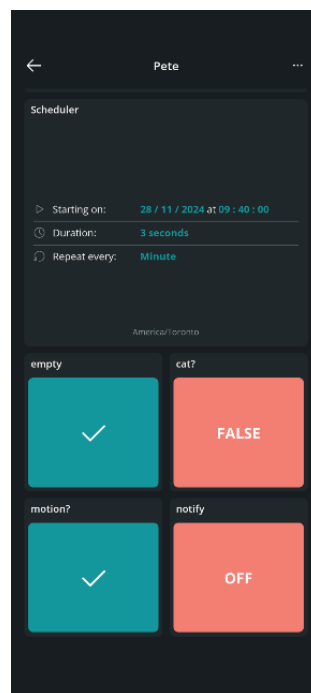 Pete
Scheduler
Starting on: 28 / 11 / 2024 at 09 : 40 : 00
Duration: 3 seconds
Repeat every: Minute
America/Toronto
empty
cat?
FALSE
motion?
notify
OFF